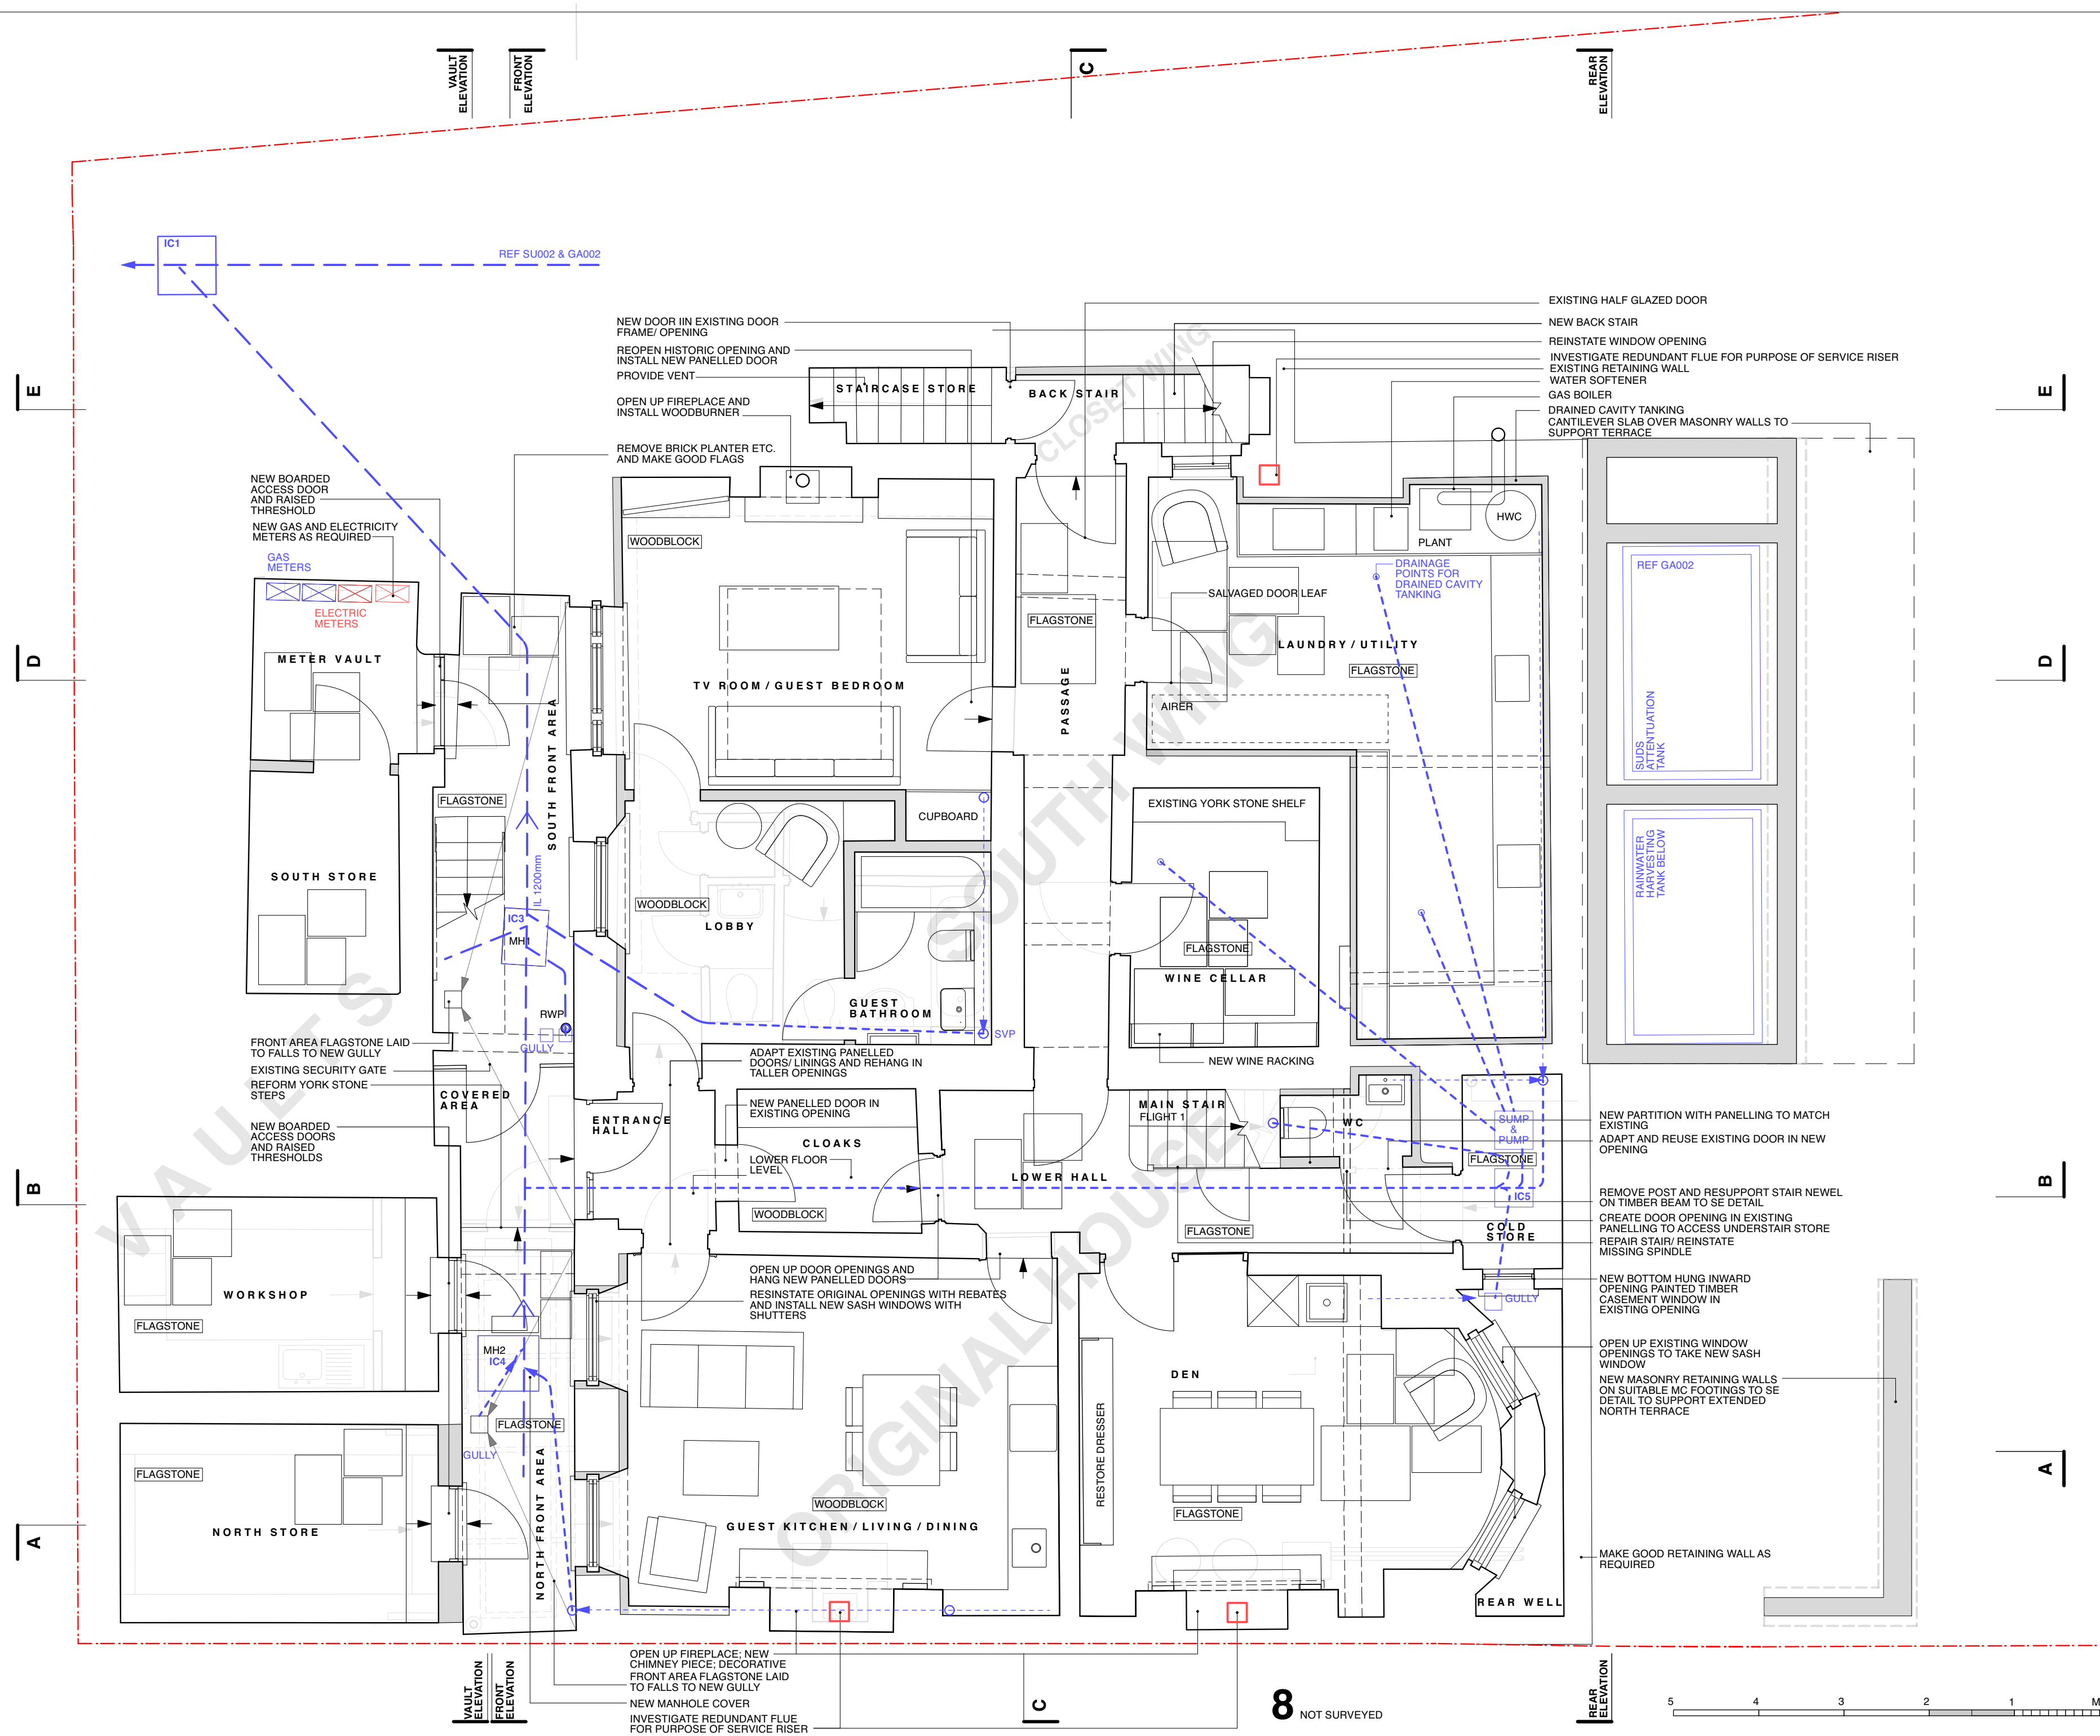 VAULT
ELEVATION
FRONT
ELEVATION
C
REAR
ELEVATION
IC1
REF SU002 & GA002
NEW DOOR IIN EXISTING DOOR
FRAME/ OPENING
REOPEN HISTORIC OPENING AND
INSTALL NEW PANELLED DOOR
PROVIDE VENT
OPEN UP FIREPLACE AND
INSTALL WOODBURNER
REMOVE BRICK PLANTER ETC.
AND MAKE GOOD FLAGS
EXISTING HALF GLAZED DOOR
NEW BACK STAIR
REINSTATE WINDOW OPENING
INVESTIGATE REDUNDANT FLUE FOR PURPOSE OF SERVICE RISER
EXISTING RETAINING WALL
WATER SOFTENER
GAS BOILER
DRAINED CAVITY TANKING
CANTILEVER SLAB OVER MASONRY WALLS TO
SUPPORT TERRACE
E
E
STAIRCASE STORE
BACK STAIR
CLOSET WING
NEW BOARDED
ACCESS DOOR
AND RAISED
THRESHOLD
NEW GAS AND ELECTRICITY
METERS AS REQUIRED
GAS
METERS
ELECTRIC
METERS
WOODBLOCK
HWC
PLANT
DRAINAGE
POINTS FOR
DRAINED CAVITY
TANKING
REF GA002
SALVAGED DOOR LEAF
FLAGSTONE
LAUNDRY / UTILITY
FLAGSTONE
D
D
METER VAULT
TV ROOM / GUEST BEDROOM
PASSAGE
AIRER
SOUTH FRONT AREA
SUDS
ATTENTUATION
TANK
FLAGSTONE
CUPBOARD
EXISTING YORK STONE SHELF
SOUTH WING
SOUTH STORE
IL 1200mm
RAINWATER
HARVESTING
TANK BELOW
WOODBLOCK
LOBBY
IC3
MH1
FLAGSTONE
WINE CELLAR
GUEST
BATHROOM
RWP
SVP
GULLY
VAULTS
FRONT AREA FLAGSTONE LAID
TO FALLS TO NEW GULLY
EXISTING SECURITY GATE
REFORM YORK STONE
STEPS
ADAPT EXISTING PANELLED
DOORS/ LININGS AND REHANG IN
TALLER OPENINGS
NEW WINE RACKING
COVERED
AREA
NEW PANELLED DOOR IN
EXISTING OPENING
MAIN STAIR
FLIGHT 1
ENTRANCE
HALL
CLOAKS
WC
SUMP
&
PUMP
NEW PARTITION WITH PANELLING TO MATCH
EXISTING
ADAPT AND REUSE EXISTING DOOR IN NEW
OPENING
NEW BOARDED
ACCESS DOORS
AND RAISED
THRESHOLDS
LOWER FLOOR
LEVEL
LOWER HALL
FLAGSTONE
IC5
B
B
REMOVE POST AND RESUPPORT STAIR NEWEL
ON TIMBER BEAM TO SE DETAIL
CREATE DOOR OPENING IN EXISTING
PANELLING TO ACCESS UNDERSTAIR STORE
REPAIR STAIR/ REINSTATE
MISSING SPINDLE
WOODBLOCK
FLAGSTONE
COLD
STORE
ORIGINAL HOUSE
OPEN UP DOOR OPENINGS AND
HANG NEW PANELLED DOORS
RESINSTATE ORIGINAL OPENINGS WITH REBATES
AND INSTALL NEW SASH WINDOWS WITH
SHUTTERS
NEW BOTTOM HUNG INWARD
OPENING PAINTED TIMBER
CASEMENT WINDOW IN
EXISTING OPENING
GULLY
WORKSHOP
FLAGSTONE
MH2
IC4
OPEN UP EXISTING WINDOW
OPENINGS TO TAKE NEW SASH
WINDOW
NEW MASONRY RETAINING WALLS
ON SUITABLE MC FOOTINGS TO SE
DETAIL TO SUPPORT EXTENDED
NORTH TERRACE
DEN
RESTORE DRESSER
FLAGSTONE
GULLY
FLAGSTONE
NORTH FRONT AREA
A
A
WOODBLOCK
FLAGSTONE
NORTH STORE
GUEST KITCHEN / LIVING / DINING
MAKE GOOD RETAINING WALL AS
REQUIRED
REAR WELL
OPEN UP FIREPLACE; NEW
CHIMNEY PIECE; DECORATIVE
FRONT AREA FLAGSTONE LAID
TO FALLS TO NEW GULLY
NEW MANHOLE COVER
INVESTIGATE REDUNDANT FLUE
FOR PURPOSE OF SERVICE RISER
VAULT
ELEVATION
FRONT
ELEVATION
C
8 NOT SURVEYED
REAR
ELEVATION
5 4 3 2 1 M